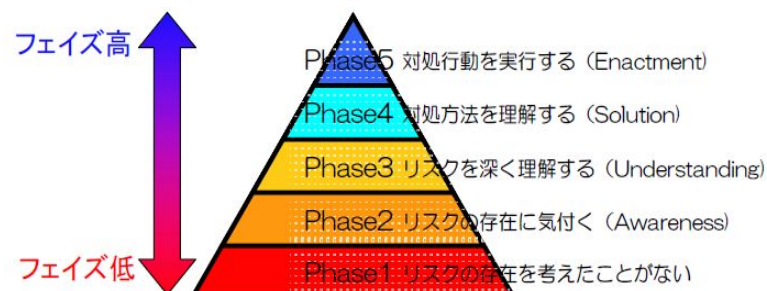 フェイズ高
Phase5 対処行動を実行する（Enactment）
Phase4 対処方法を理解する（Solution）
Phase3 リスクを深く理解する（Understanding）
Phase2 リスクの存在に気付く（Awareness）
フェイズ低
Phase1 リスクの存在を考えたことがない